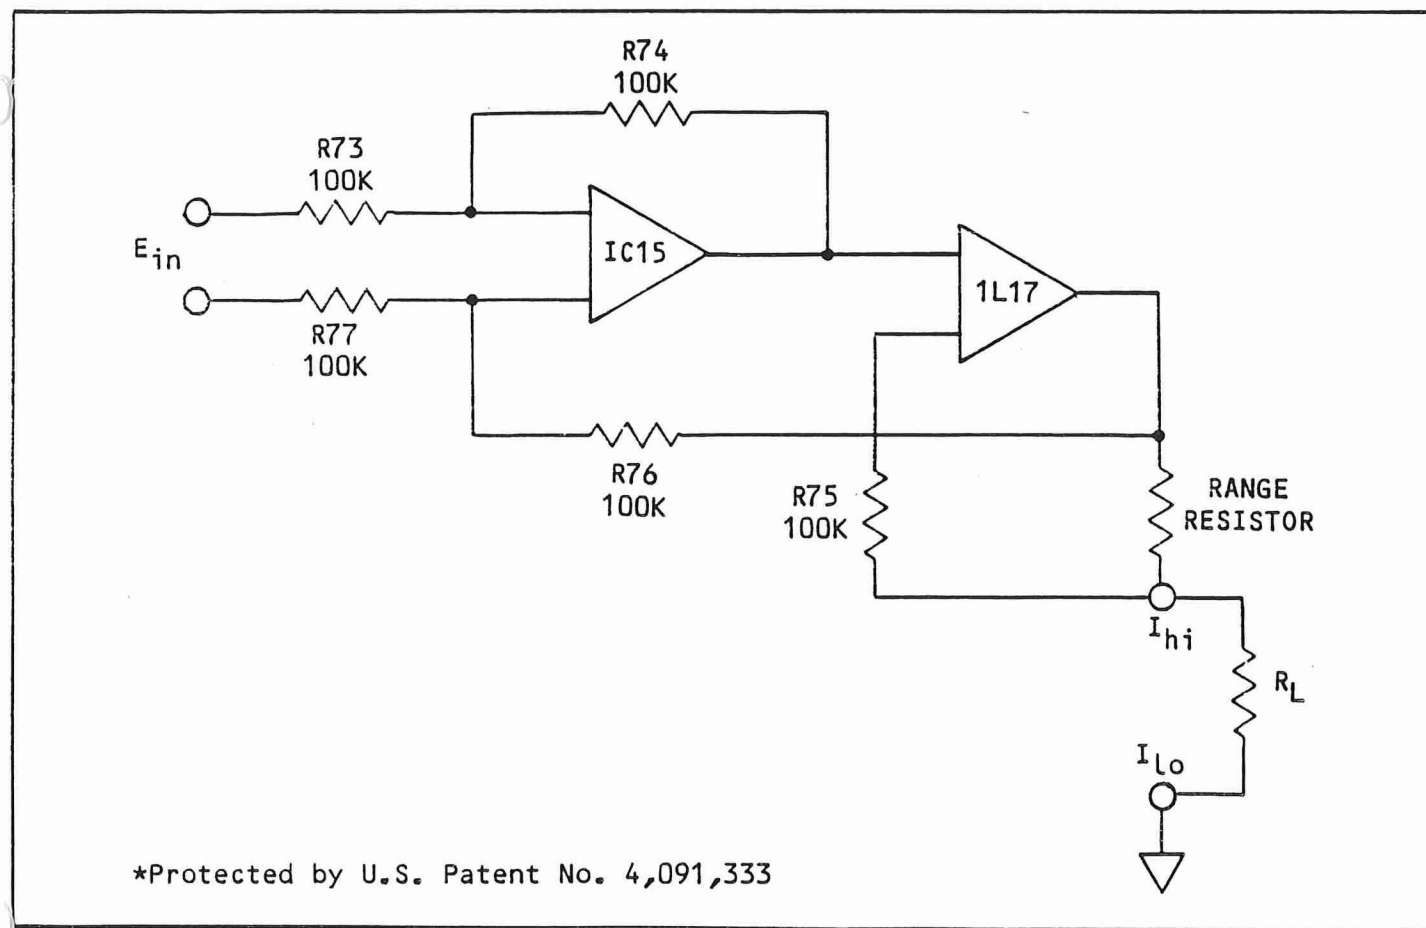 R74
100K
R73
100K
E in
IC15
1L17
R77
100K
R76
100K
R75
100K
RANGE
RESISTOR
I hi
R L
I lo
*Protected by U.S. Patent No. 4,091,333